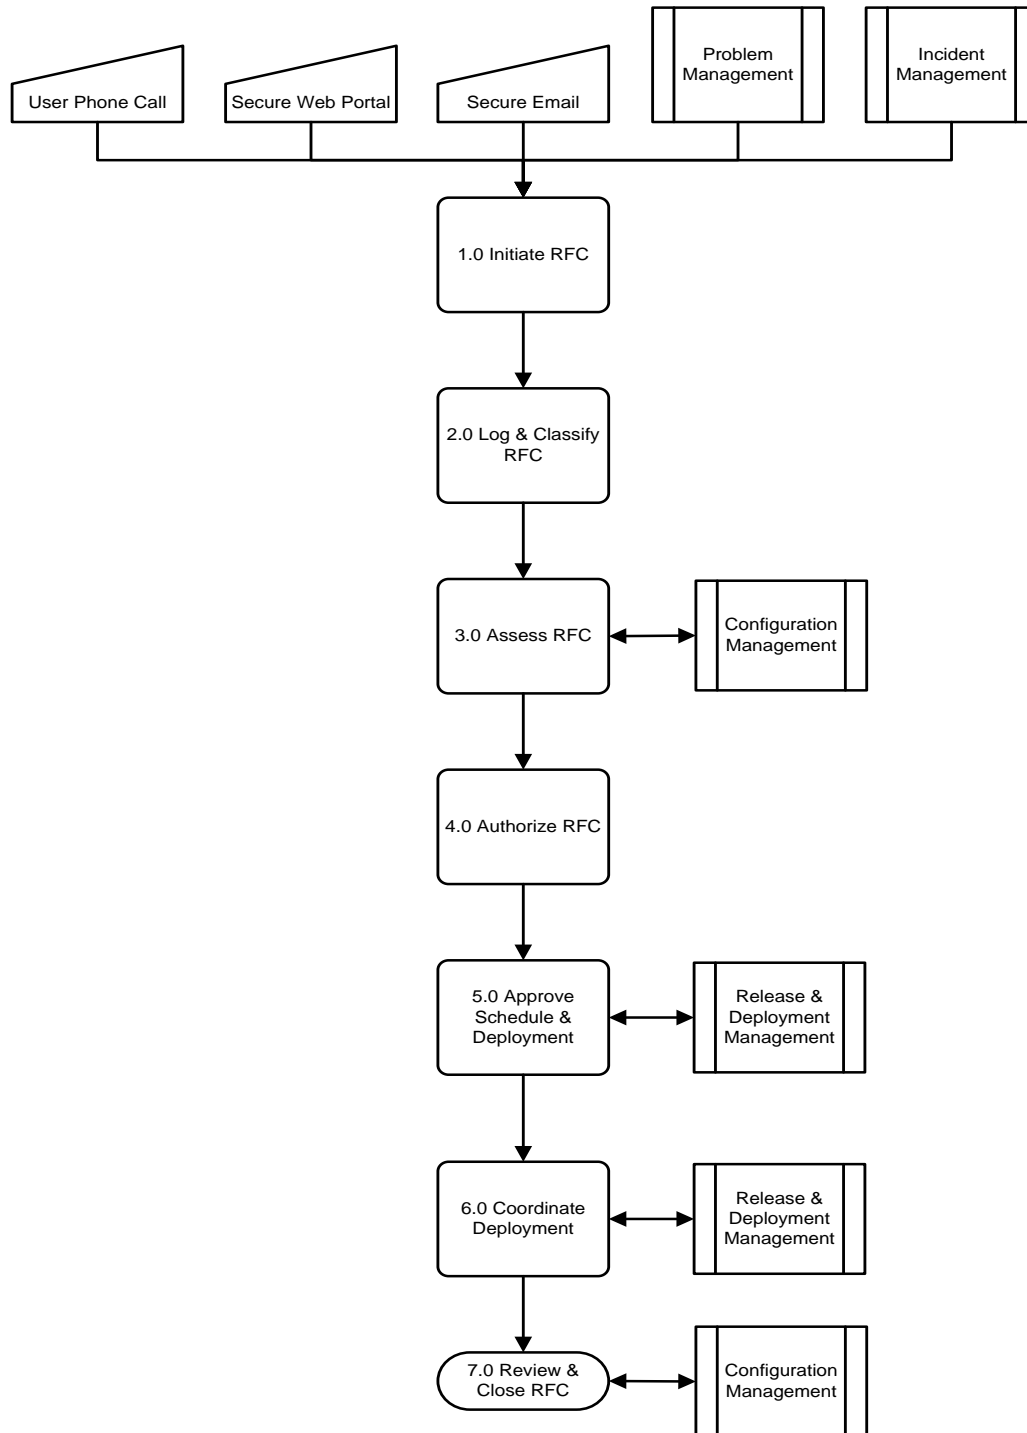 User Phone Call
Secure Web Portal
Secure Email
Problem
Management
Incident
Management
1.0 Initiate RFC
2.0 Log & Classify
RFC
3.0 Assess RFC
Configuration
Management
4.0 Authorize RFC
5.0 Approve
Schedule &
Deployment
Release &
Deployment
Management
6.0 Coordinate
Deployment
Release &
Deployment
Management
7.0 Review &
Close RFC
Configuration
Management